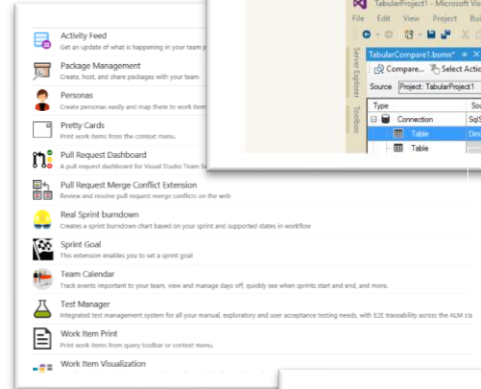 Activity Feed
Get an update of what is happening in your team p
Package Management
Create, host, and share packages with your team
Personas
Create personas easily and map them to work item
Pretty Cards
Print work items from the context menu.
Pull Request Dashboard
A pull request dashboard for Visual Studio Team Se
Pull Request Merge Conflict Extension
Review and resolve pull request merge conflicts on the web
Real Sprint burndown
Creates a sprint burndown chart based on your sprint and supported states in workflow
Sprint Goal
This extension enables you to set a sprint goal
Team Calendar
Track events important to your team, view and manage days off, quickly see when sprints start and end, and more.
Test Manager
Integrated test management system for all your manual, exploratory and user acceptance testing needs, with E2E traceability across the ALM
Work Item Print
Print work items from query toolbar or context menu.
Work Item Visualization
TabularProject1 - Microsoft Vis
File Edit View Project Buil
Server Explorer
Toolbox
TabularCompare1.bsmn*
Compare... Select Actio
Source Project: TabularProject1
Type Sou
Connection SqlS
Table Dim
Table